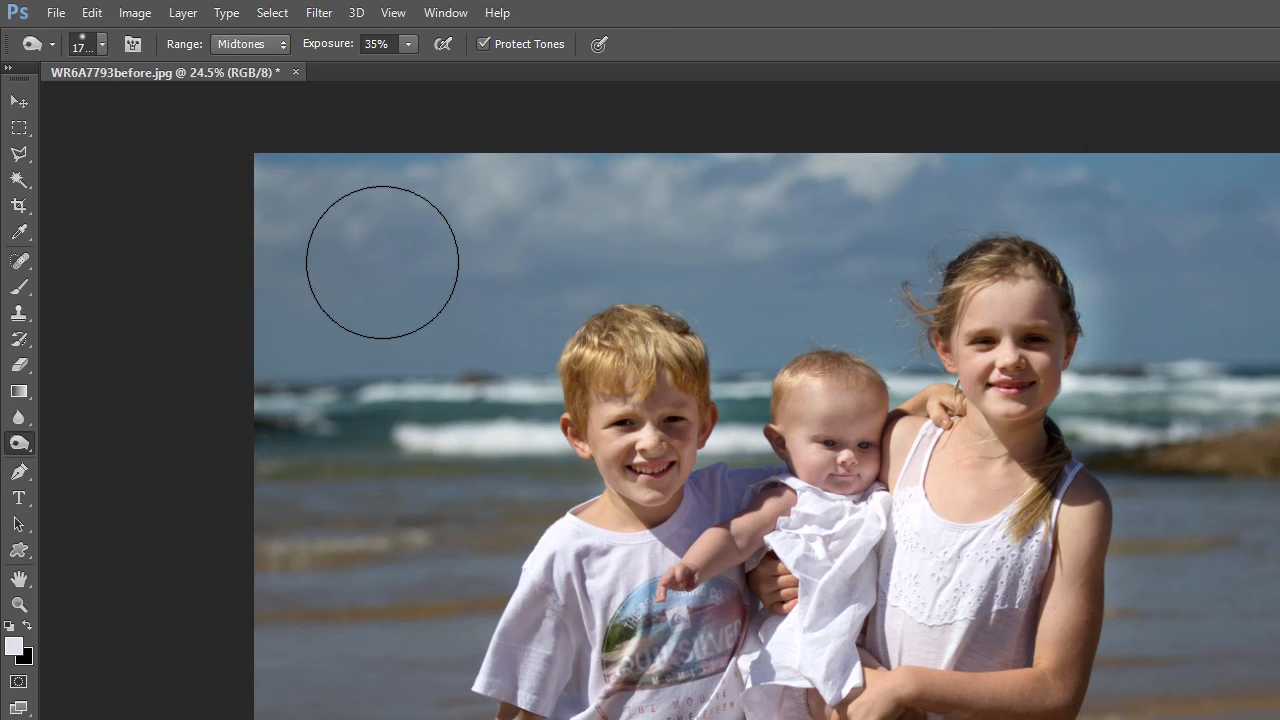 Ps File Edit Image Layer Type Select Filter 3D View Window Help
17... Range: Midtones Exposure: 35% Protect Tones
WR6A7793before.jpg @ 24.5% (RGB/8) * ×
T
QUIKSILVER